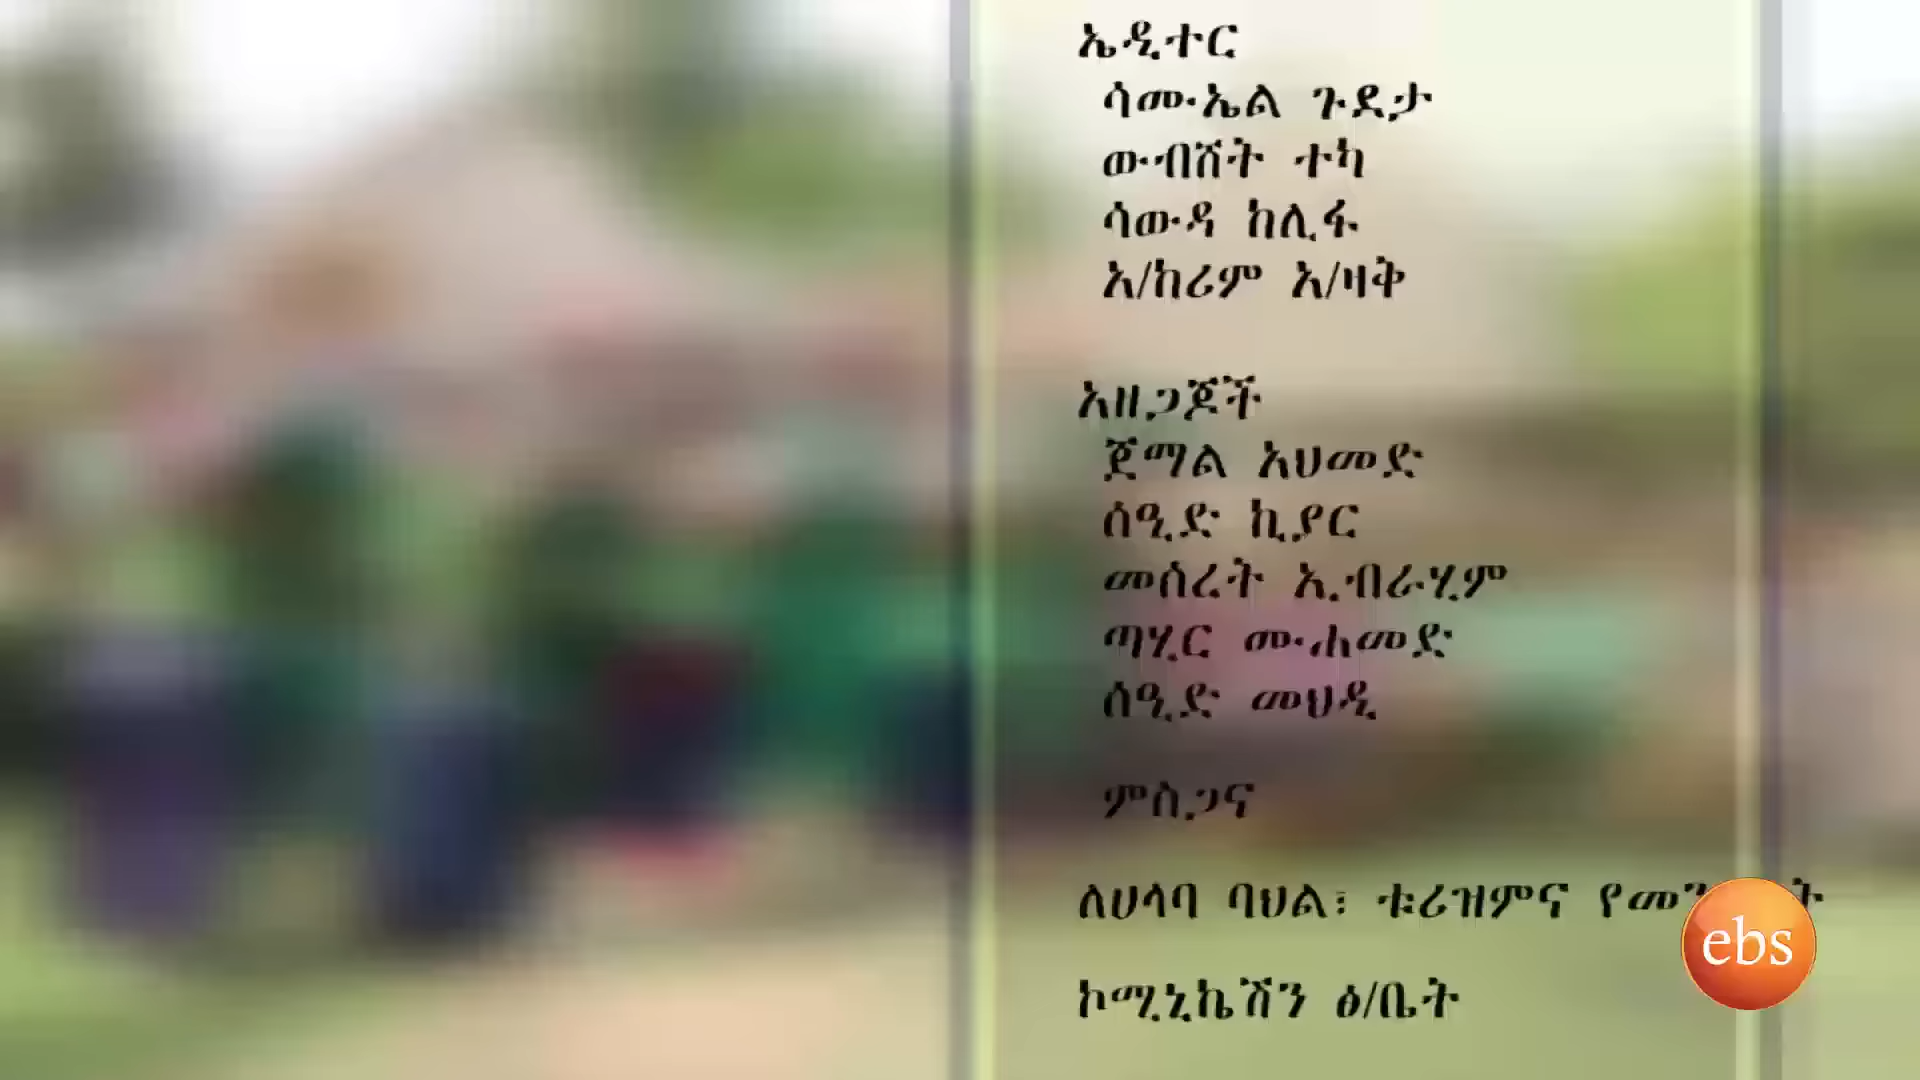 ኤዲተር
ሳሙኤል ጉደታ
ውብሸት ተካ
ሳውዳ ከሊፋ
አ/ከሪም አ/ዛቅ
አዘጋጆች
ጀማል አህመድ
ሰዒድ ኪያር
መሰረት ኢብራሂም
ጣሂር ሙሐመድ
ሰዒድ መህዲ
ምስጋና
ለሀላባ ባህል፣ ቱሪዝምና
ኮሚኒኬሽን ፅ/ቤት
ebs